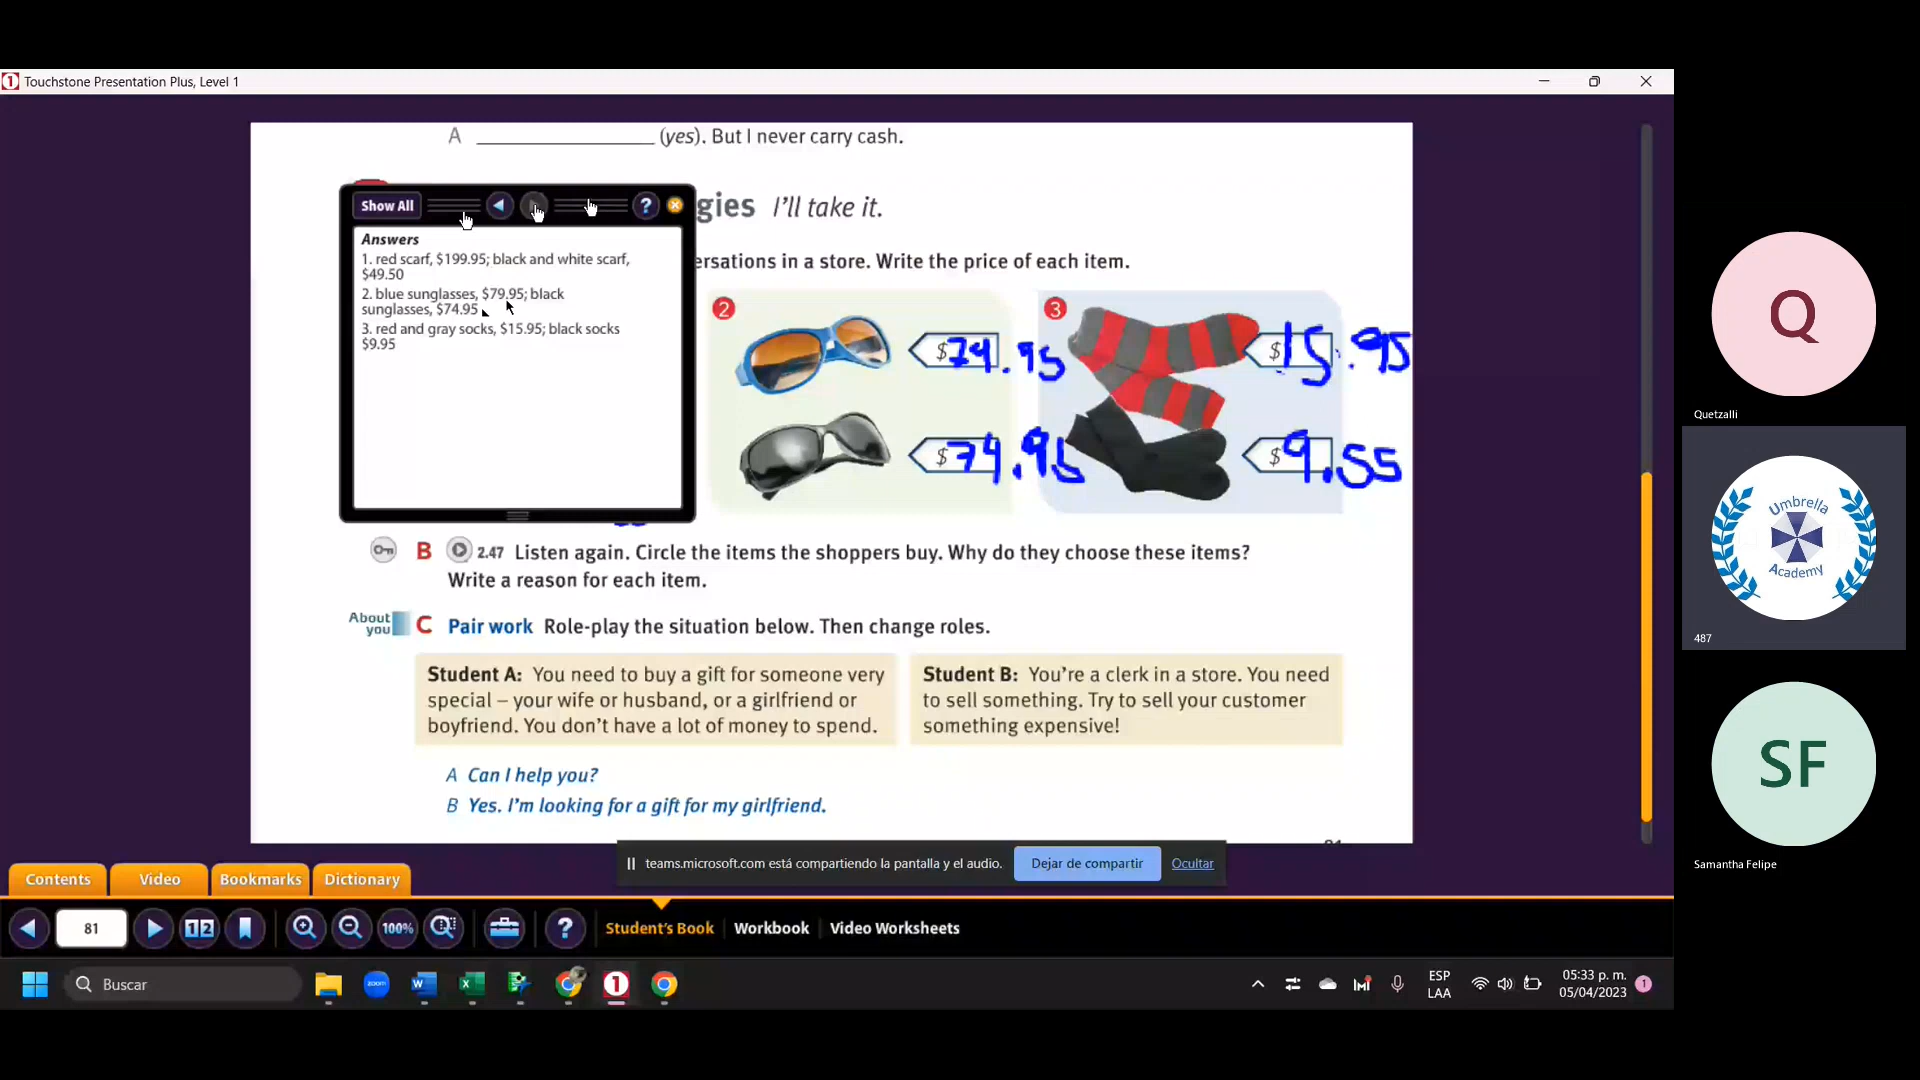 Touchstone Presentation Plus, Level 1
A ________________ (yes). But I never carry cash.
Show All
?
gies I'll take it.
Answers
1. red scarf, $199.95; black and white scarf,
$49.50
2. blue sunglasses, $79.95; black
sunglasses, $74.95
3. red and gray socks, $15.95; black socks
$9.95
ersations in a store. Write the price of each item.
2
$79.95
$74.95
3
$15.95
$9.55
B 2.47 Listen again. Circle the items the shoppers buy. Why do they choose these items?
Write a reason for each item.
About
you
C Pair work Role-play the situation below. Then change roles.
Student A: You need to buy a gift for someone very
special – your wife or husband, or a girlfriend or
boyfriend. You don't have a lot of money to spend.
Student B: You're a clerk in a store. You need
to sell something. Try to sell your customer
something expensive!
A Can I help you?
B Yes. I'm looking for a gift for my girlfriend.
teams.microsoft.com está compartiendo la pantalla y el audio.
Dejar de compartir
Ocultar
Contents
Video
Bookmarks
Dictionary
81
12
100%
?
Student's Book
Workbook
Video Worksheets
Buscar
zoom
ESP
LAA
05:33 p. m.
05/04/2023
1
Q
Quetzalli
Umbrella
Academy
487
SF
Samantha Felipe